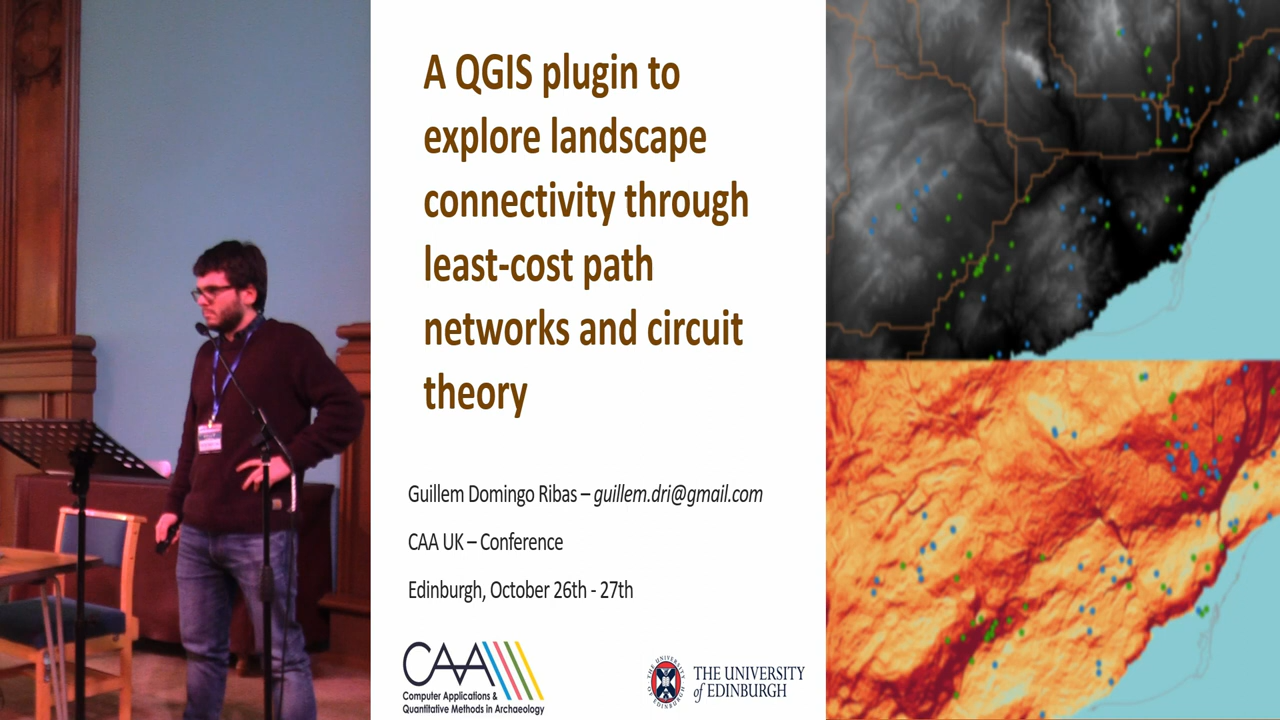 A QGIS plugin to
explore landscape
connectivity through
least-cost path
networks and circuit
theory
Guillem Domingo Ribas – guillem.dri@gmail.com
CAA UK – Conference
Edinburgh, October 26th - 27th
CAA
Computer Applications &
Quantitative Methods in Archaeology
THE UNIVERSITY
of EDINBURGH